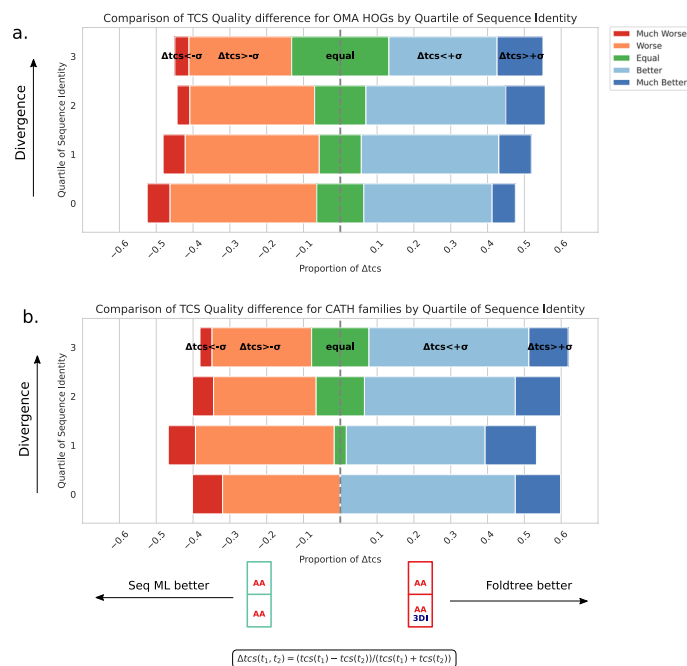 Comparison of TCS Quality difference for OMA HOGs by Quartile of Sequence Identity
a.
Much Worse
Worse
Equal
Better
Much Better
Divergence
Quartile of Sequence Identity
3
2
1
0
Δtcs<-σ
Δtcs>-σ
equal
Δtcs<+σ
Δtcs>+σ
−0.6
−0.5
−0.4
−0.3
−0.2
−0.1
0.1
0.2
0.3
0.4
0.5
0.6
Proportion of Δtcs
b.
Comparison of TCS Quality difference for CATH families by Quartile of Sequence Identity
Divergence
Quartile of Sequence Identity
3
2
1
0
Δtcs<-σ
Δtcs>-σ
equal
Δtcs<+σ
Δtcs>+σ
−0.6
−0.5
−0.4
−0.3
−0.2
−0.1
0.1
0.2
0.3
0.4
0.5
0.6
Proportion of Δtcs
Seq ML better
AA
AA
AA
AA
3DI
Foldtree better
Δtcs(t₁, t₂) = (tcs(t₁) − tcs(t₂))/(tcs(t₁) + tcs(t₂))